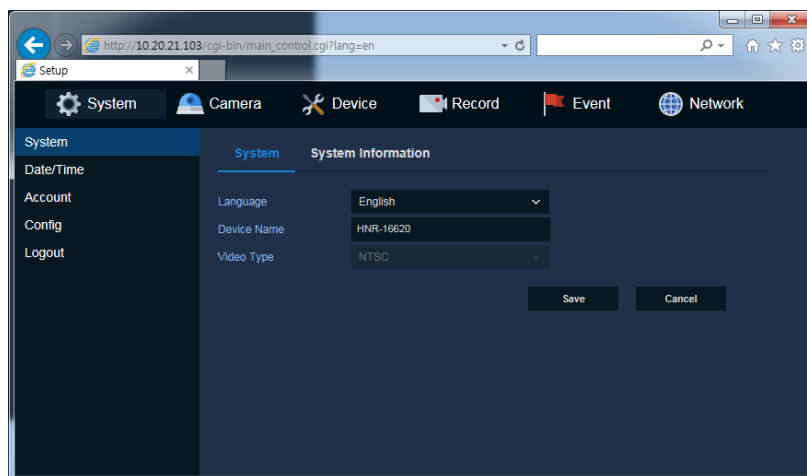 http://10.20.21.103/cgi-bin/main_control.cgi?lang=en
Setup
System Camera Device Record Event Network
System
Date/Time
Account
Config
Logout
System System Information
Language English
Device Name HNR-16620
Video Type NTSC
Save Cancel